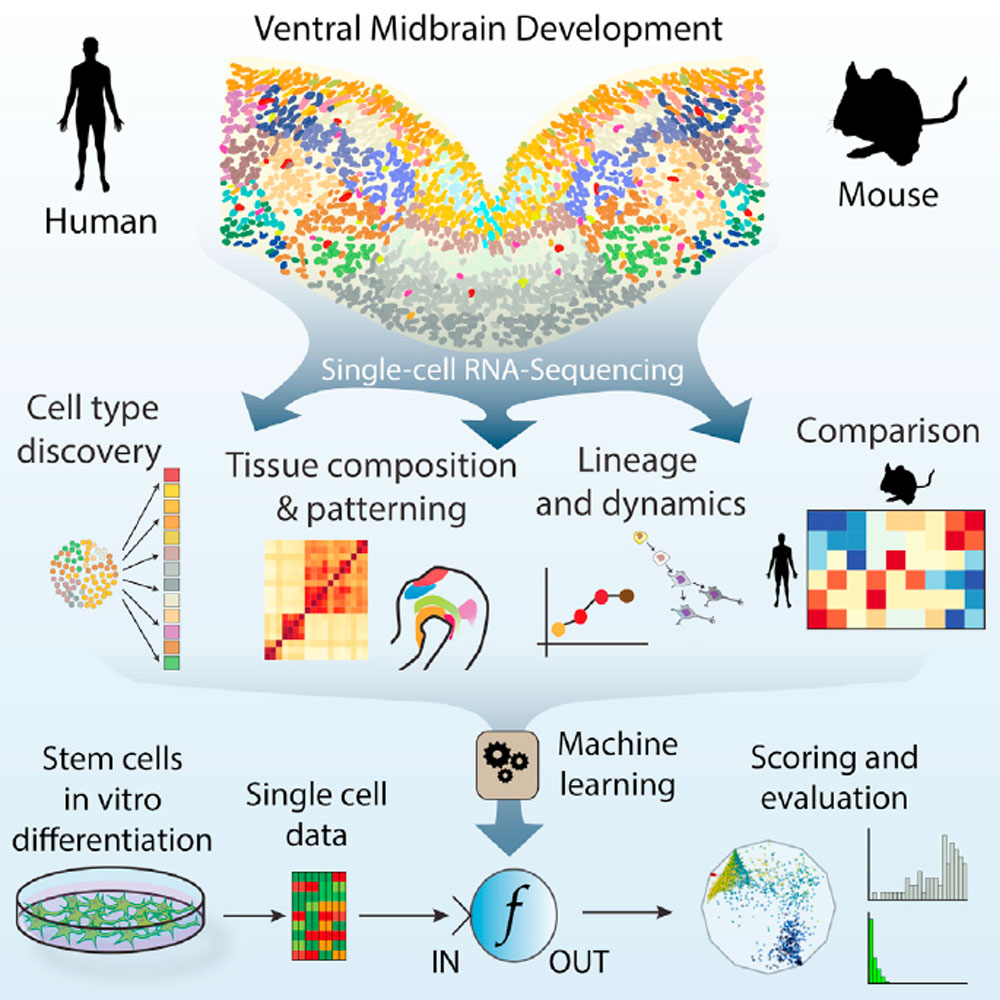 Ventral Midbrain Development
Human
Mouse
Single-cell RNA-Sequencing
Cell type
discovery
Tissue composition
& patterning
Lineage
and dynamics
Comparison
Machine
learning
Stem cells
in vitro
differentiation
Single cell
data
Scoring and
evaluation
f
IN
OUT